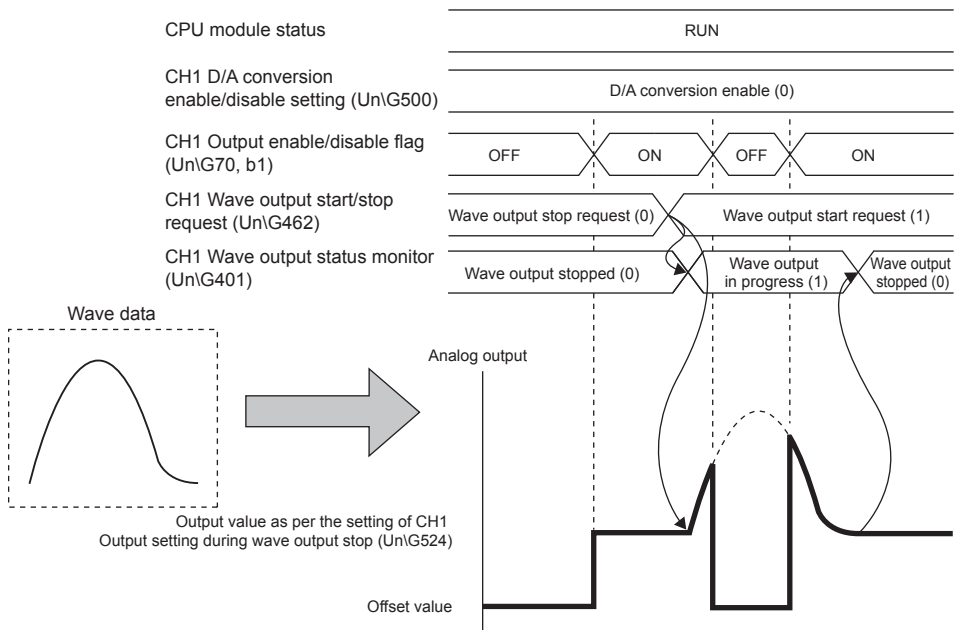 CPU module status
RUN
CH1 D/A conversion
enable/disable setting (Un\G500)
D/A conversion enable (0)
CH1 Output enable/disable flag
(Un\G70, b1)
OFF
ON
OFF
ON
CH1 Wave output start/stop
request (Un\G462)
Wave output stop request (0)
Wave output start request (1)
CH1 Wave output status monitor
(Un\G401)
Wave output stopped (0)
Wave output
in progress (1)
Wave output
stopped (0)
Wave data
Analog output
Output value as per the setting of CH1
Output setting during wave output stop (Un\G524)
Offset value